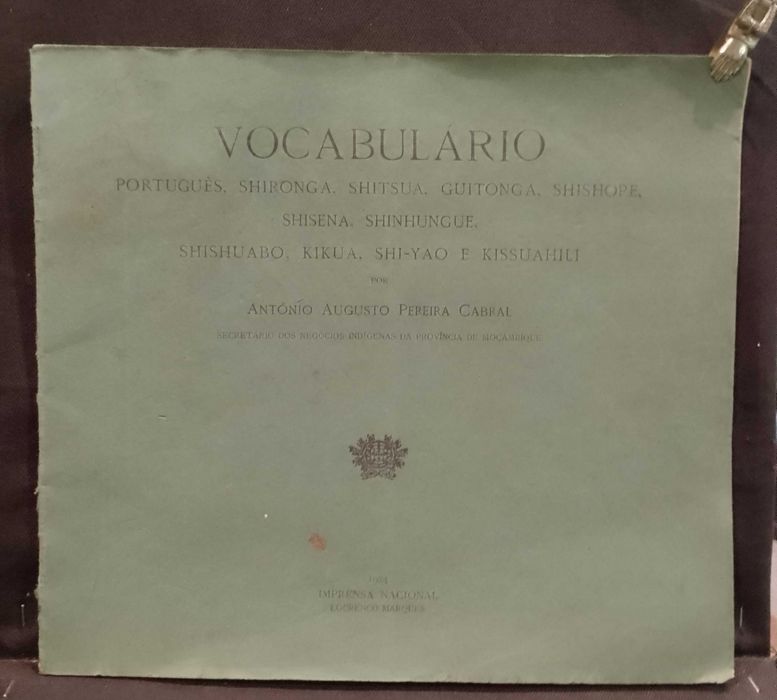 VOCABULÁRIO
PORTUGUÊS, SHIRONGA, SHITSUA, GUITONGA, SHISHOPE,
SHISENA, SHINHUNGUE,
SHISHUABO, KIKUA, SHI-YAO E KISSUAHILI
POR
ANTÓNIO AUGUSTO PEREIRA CABRAL
SECRETÁRIO DOS NEGÓCIOS INDÍGENAS DA PROVÍNCIA DE MOÇAMBIQUE
1924
IMPRENSA NACIONAL
LOURENÇO MARQUES